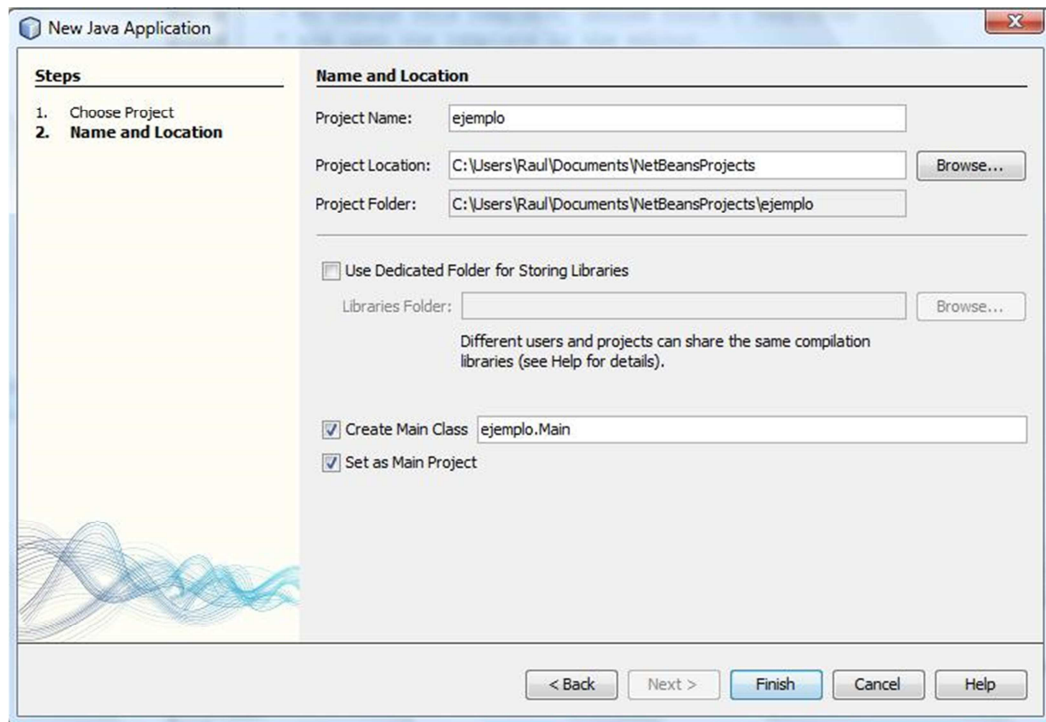 New Java Application
Steps
1. Choose Project
2. Name and Location
Name and Location
Project Name: ejemplo
Project Location: C:\Users\Raul\Documents\NetBeansProjects Browse...
Project Folder: C:\Users\Raul\Documents\NetBeansProjects\ejemplo
Use Dedicated Folder for Storing Libraries
Libraries Folder: Browse...
Different users and projects can share the same compilation
libraries (see Help for details).
Create Main Class ejemplo.Main
Set as Main Project
< Back Next > Finish Cancel Help